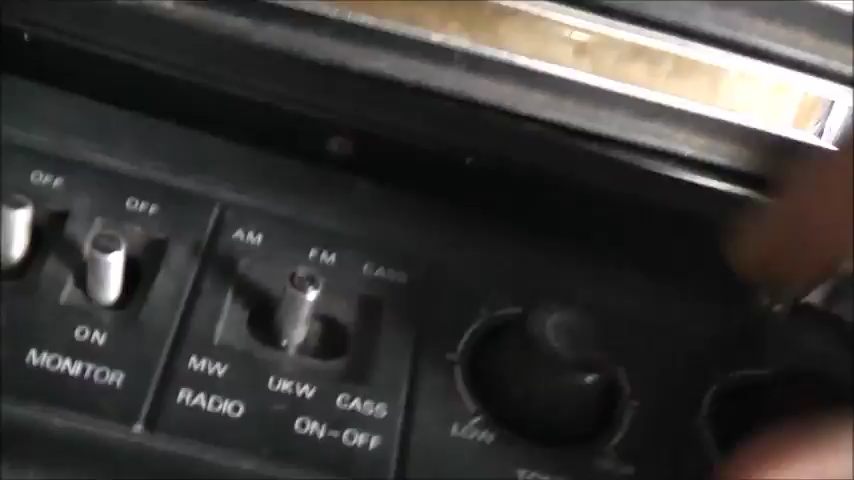 OFF
OFF
ON
MONITOR
AM
FM
CASS
MW
UKW
CASS
RADIO
ON-OFF
LOW